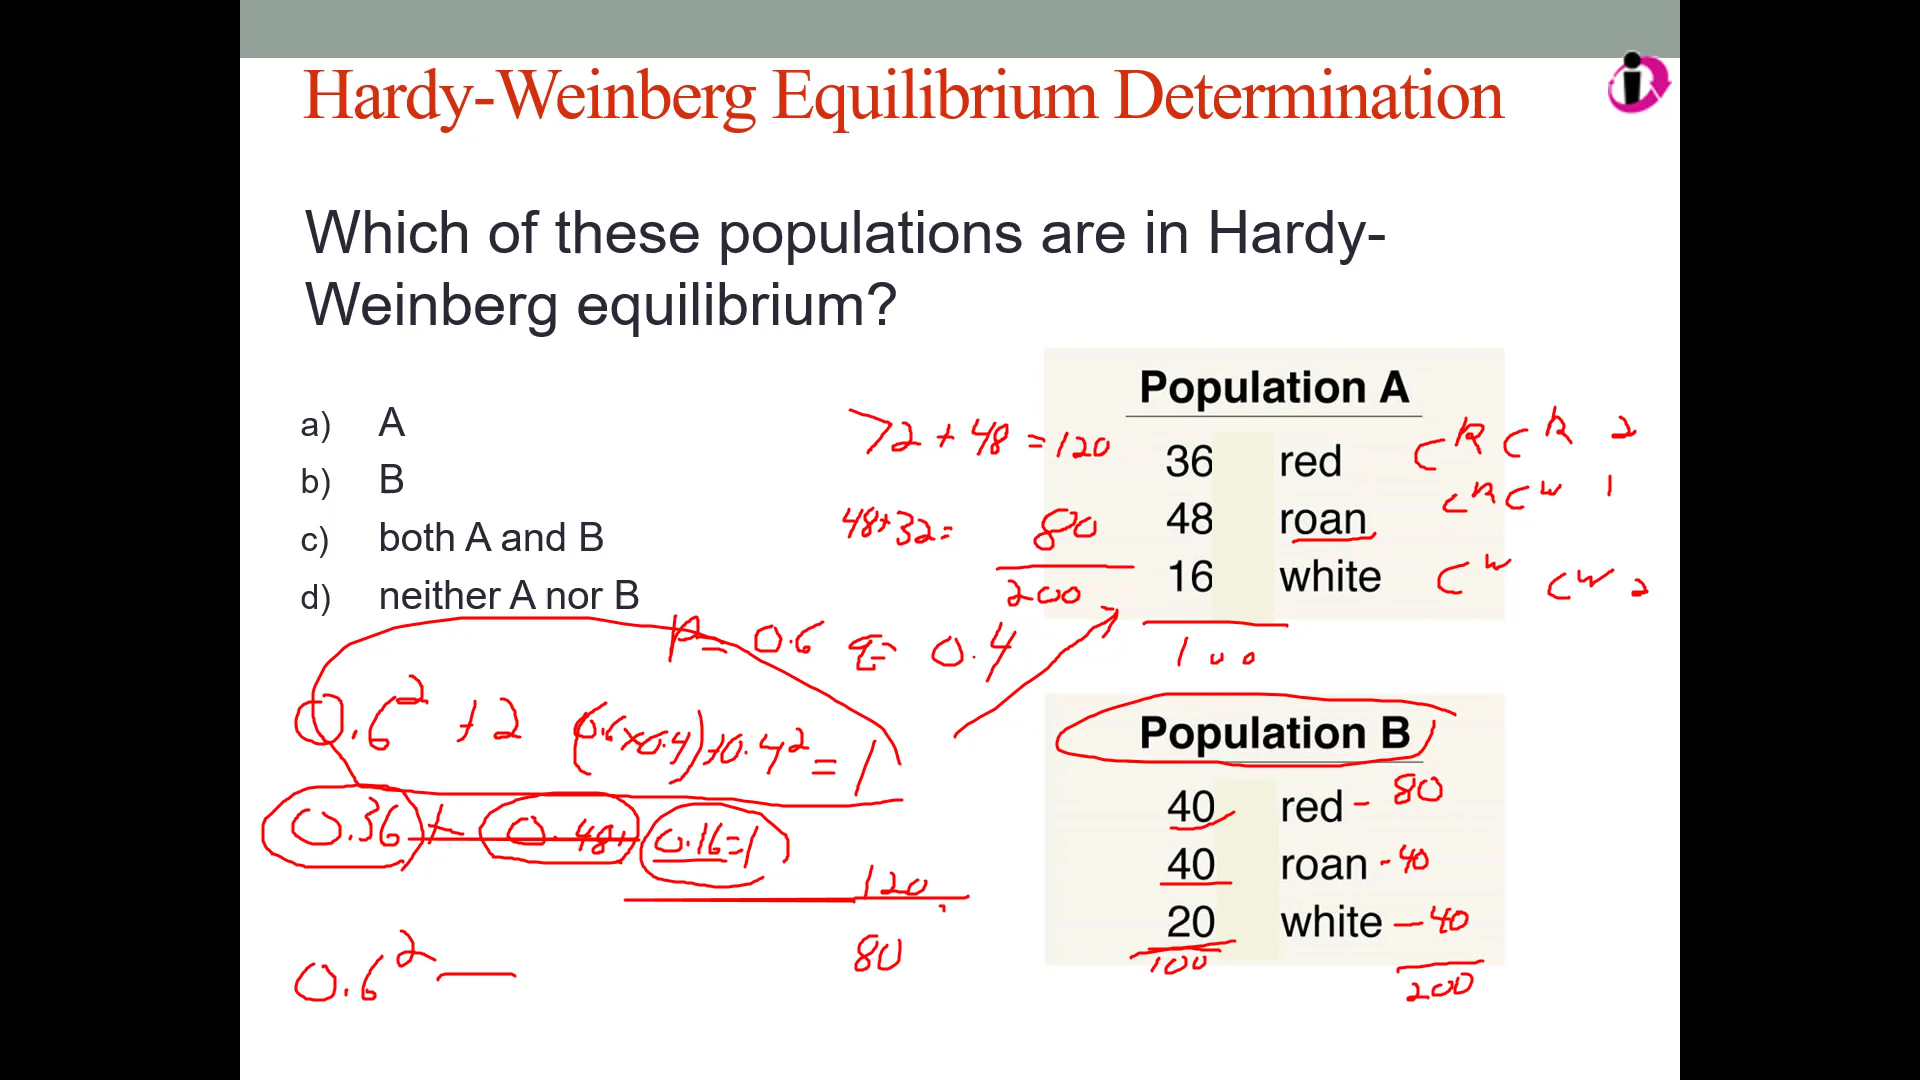 Hardy-Weinberg Equilibrium Determination
Which of these populations are in Hardy-
Weinberg equilibrium?
a) A
b) B
c) both A and B
d) neither A nor B
72 + 48 = 120
48+32= 80
200
Population A
36 red C^R C^R 2
C^R C^W 1
48 roan
16 white C^W C^W 2
100
p= 0.6 q= 0.4
0.6² + 2 (0.6×0.4)+0.4² = 1
0.36 + 0.48+ 0.16=1
120
80
0.6²
Population B
40 red - 80
40 roan - 40
20 white - 40
100 200